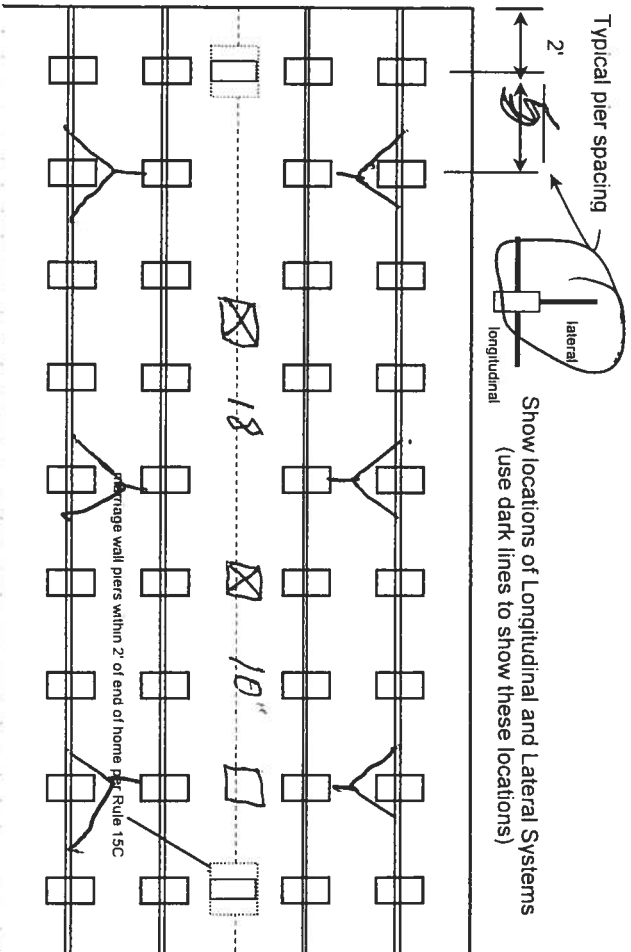 Typical pier spacing
2'
lateral
longitudinal
Show locations of Longitudinal and Lateral Systems
(use dark lines to show these locations)
18
10"
marriage wall piers within 2' of end of home per Rule 15C